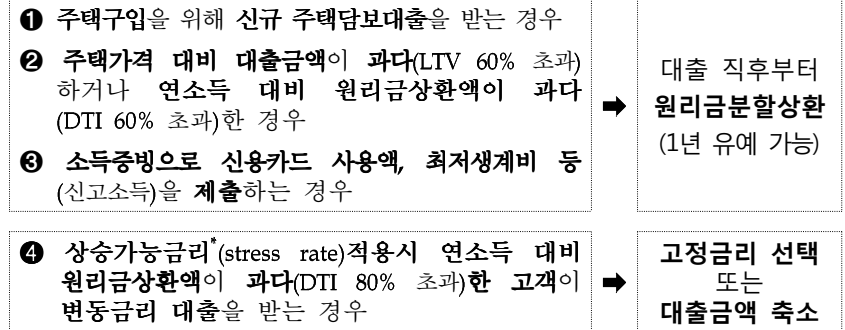 ❶ 주택구입을 위해 신규 주택담보대출을 받는 경우
❷ 주택가격 대비 대출금액이 과다(LTV 60% 초과)
하거나 연소득 대비 원리금상환액이 과다
(DTI 60% 초과)한 경우
❸ 소득증빙으로 신용카드 사용액, 최저생계비 등
(신고소득)을 제출하는 경우
➡
대출 직후부터
원리금분할상환
(1년 유예 가능)
❹ 상승가능금리*(stress rate)적용시 연소득 대비
원리금상환액이 과다(DTI 80% 초과)한 고객이
변동금리 대출을 받는 경우
➡
고정금리 선택
또는
대출금액 축소